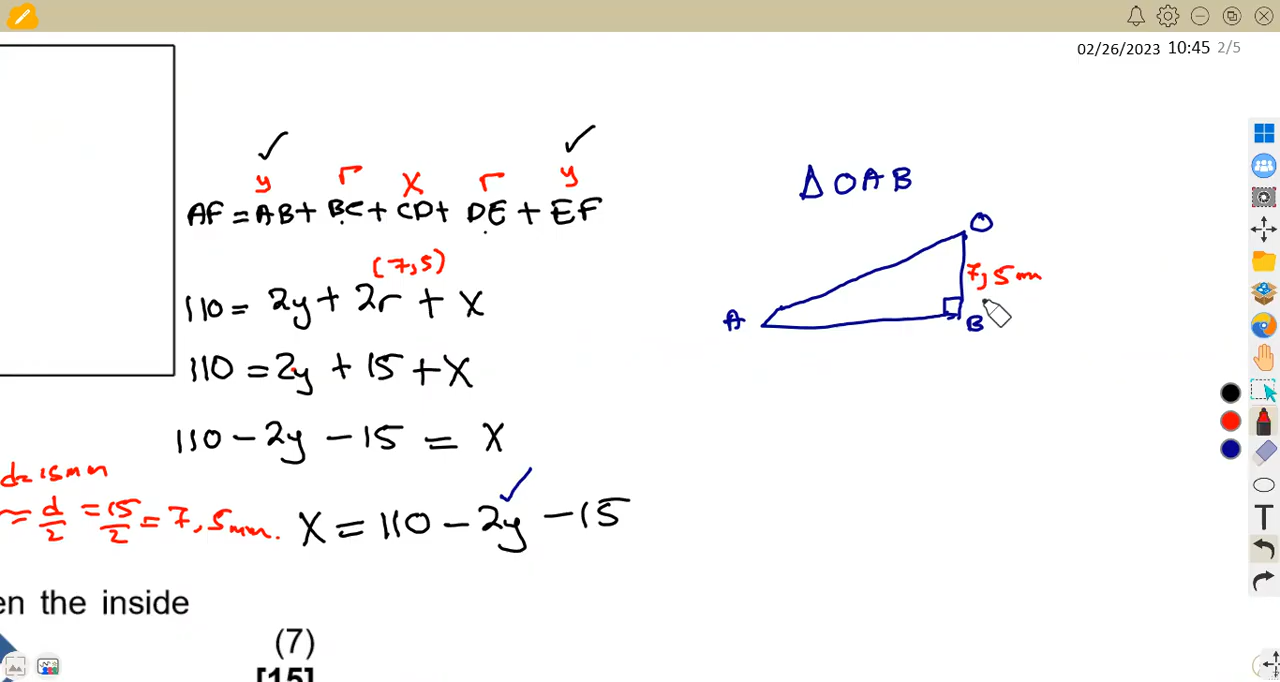 02/26/2023 10:45 2/5
✓ ✓
y r x r y
AF = AB + BC + CD + DE + EF
(7,5)
110 = 2y + 2r + x
110 = 2y + 15 + x
110 - 2y - 15 = x
✓
x = 110 - 2y - 15
d=15mm
≈ d/2 = 15/2 = 7,5mm.
en the inside
(7)
[15]
Δ OAB
O
7,5 mm
A
B
T